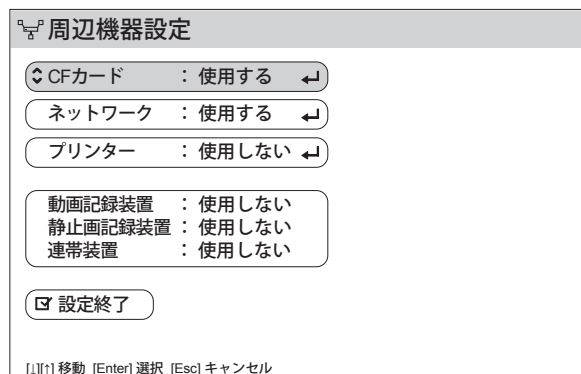 周辺機器設定
CFカード : 使用する
ネットワーク : 使用する
プリンター : 使用しない
動画記録装置 : 使用しない
静止画記録装置 : 使用しない
連帯装置 : 使用しない
設定終了
[↓][↑] 移動 [Enter] 選択 [Esc] キャンセル